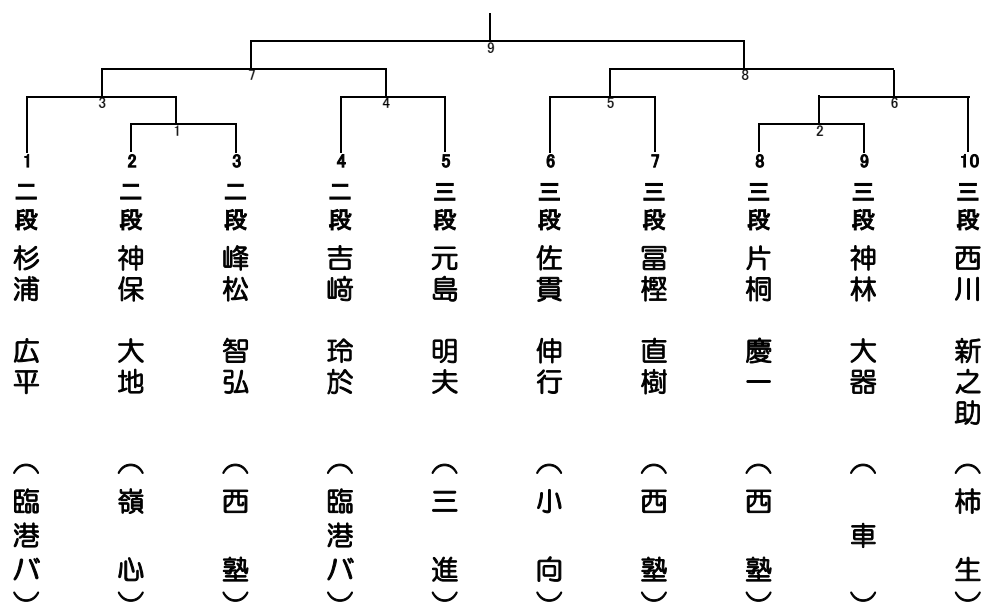 9
7
8
3
4
5
6
1
2
1 二段 杉浦 広平 (臨港バ)
2 二段 神保 大地 (嶺心)
3 二段 峰松 智弘 (西塾)
4 二段 吉﨑 玲於 (臨港バ)
5 三段 元島 明夫 (三進)
6 三段 佐貫 伸行 (小向)
7 三段 冨樫 直樹 (西塾)
8 三段 片桐 慶一 (西塾)
9 三段 神林 大器 (車)
10 三段 西川 新之助 (柿生)